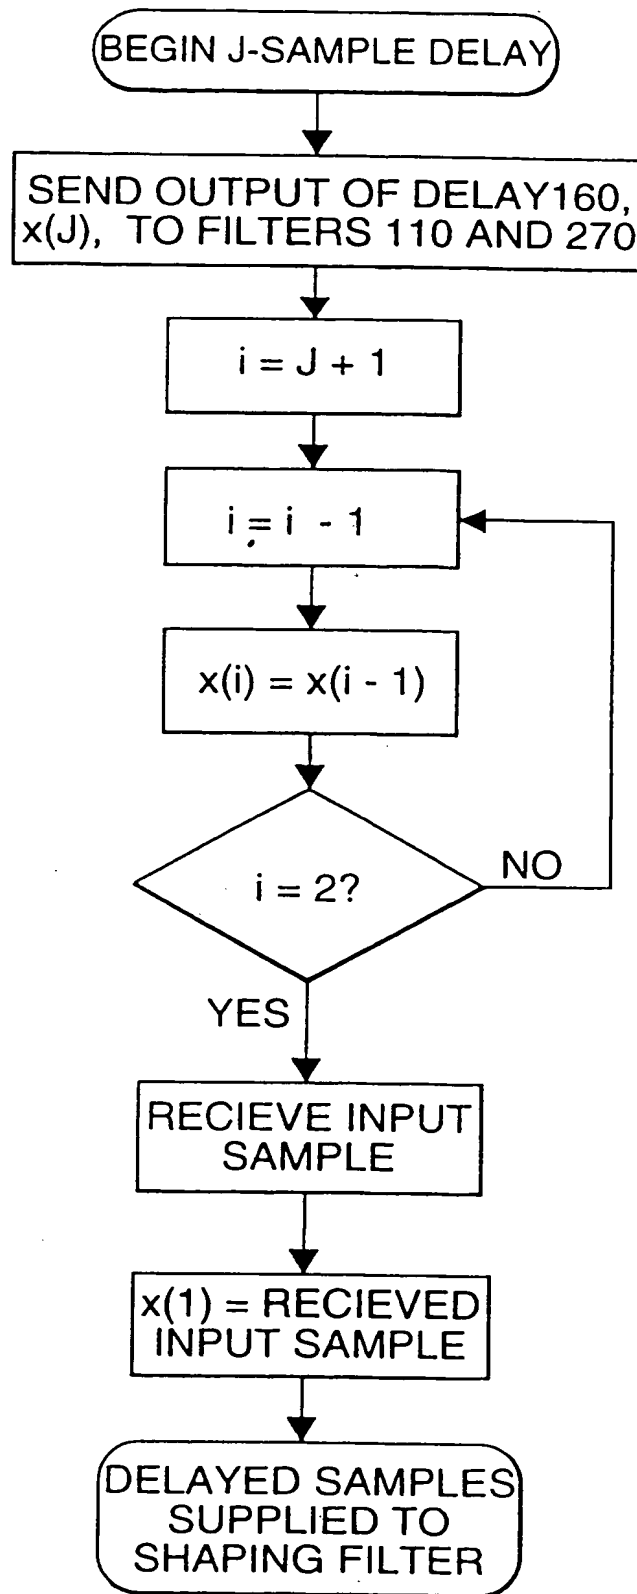 BEGIN J-SAMPLE DELAY
SEND OUTPUT OF DELAY160,
x(J), TO FILTERS 110 AND 270
i = J + 1
i = i - 1
x(i) = x(i - 1)
i = 2?
NO
YES
RECIEVE INPUT
SAMPLE
x(1) = RECIEVED
INPUT SAMPLE
DELAYED SAMPLES
SUPPLIED TO
SHAPING FILTER